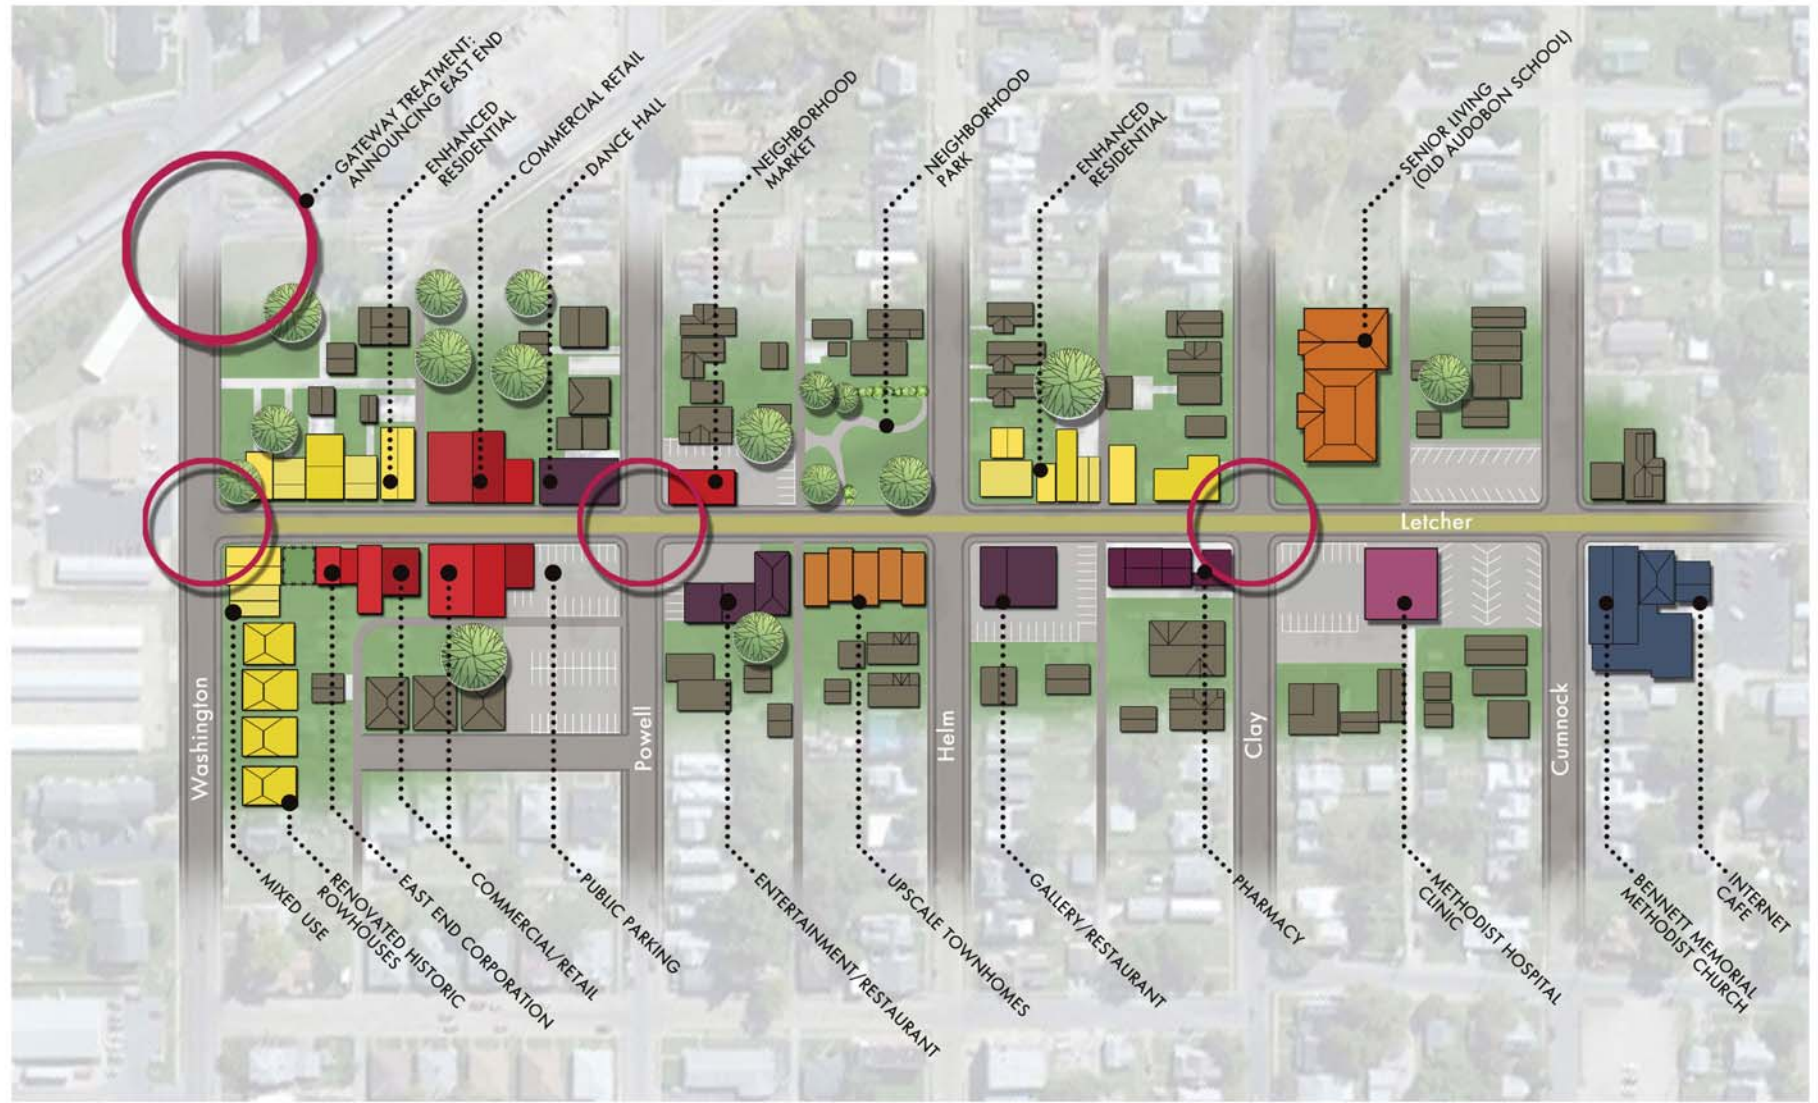 GATEWAY TREATMENT:
ANNOUNCING EAST END
ENHANCED
RESIDENTIAL
COMMERCIAL RETAIL
DANCE HALL
NEIGHBORHOOD
MARKET
NEIGHBORHOOD
PARK
ENHANCED
RESIDENTIAL
SENIOR LIVING
(OLD AUDOBON SCHOOL)
Letcher
Washington
Powell
Helm
Clay
Cumnock
MIXED USE
RENOVATED HISTORIC
ROWHOUSES
EAST END CORPORATION
COMMERCIAL/RETAIL
PUBLIC PARKING
ENTERTAINMENT/RESTAURANT
UPSCALE TOWNHOMES
GALLERY/RESTAURANT
PHARMACY
METHODIST HOSPITAL
CLINIC
BENNETT MEMORIAL
METHODIST CHURCH
INTERNET
CAFE